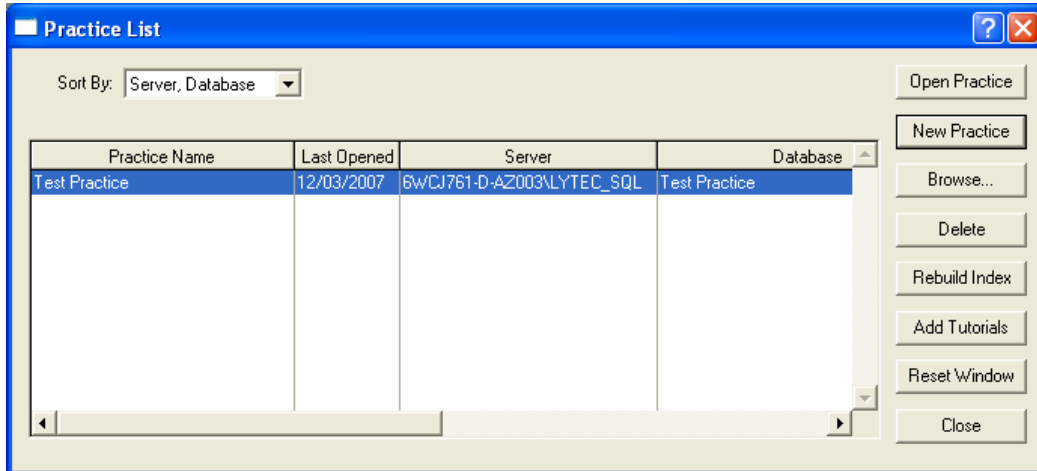 Practice List
Sort By: Server, Database
Open Practice
New Practice
Practice Name Last Opened Server Database
Test Practice 12/03/2007 6WCJ761-D-AZ003\LYTEC_SQL Test Practice
Browse...
Delete
Rebuild Index
Add Tutorials
Reset Window
Close